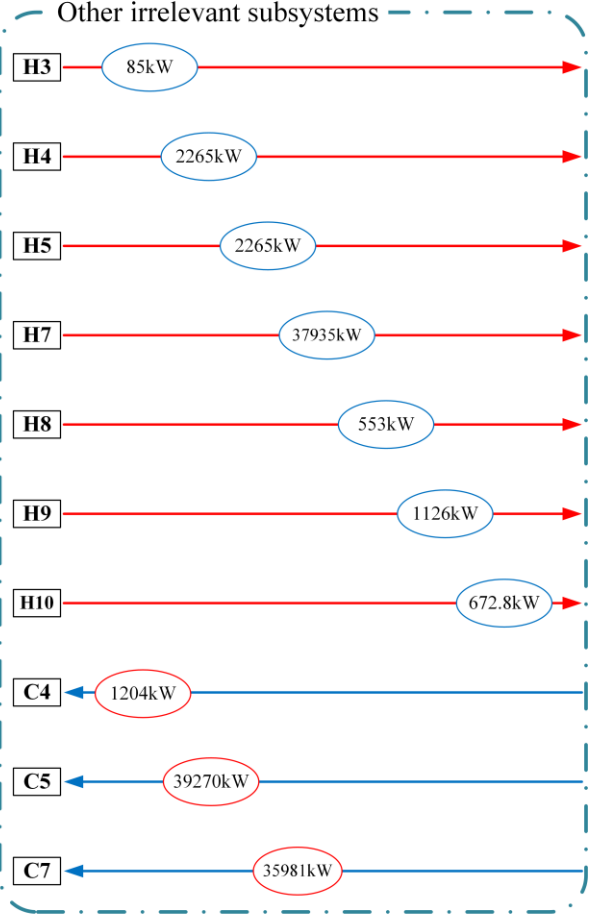 Other irrelevant subsystems
H3 85kW
H4 2265kW
H5 2265kW
H7 37935kW
H8 553kW
H9 1126kW
H10 672.8kW
C4 1204kW
C5 39270kW
C7 35981kW